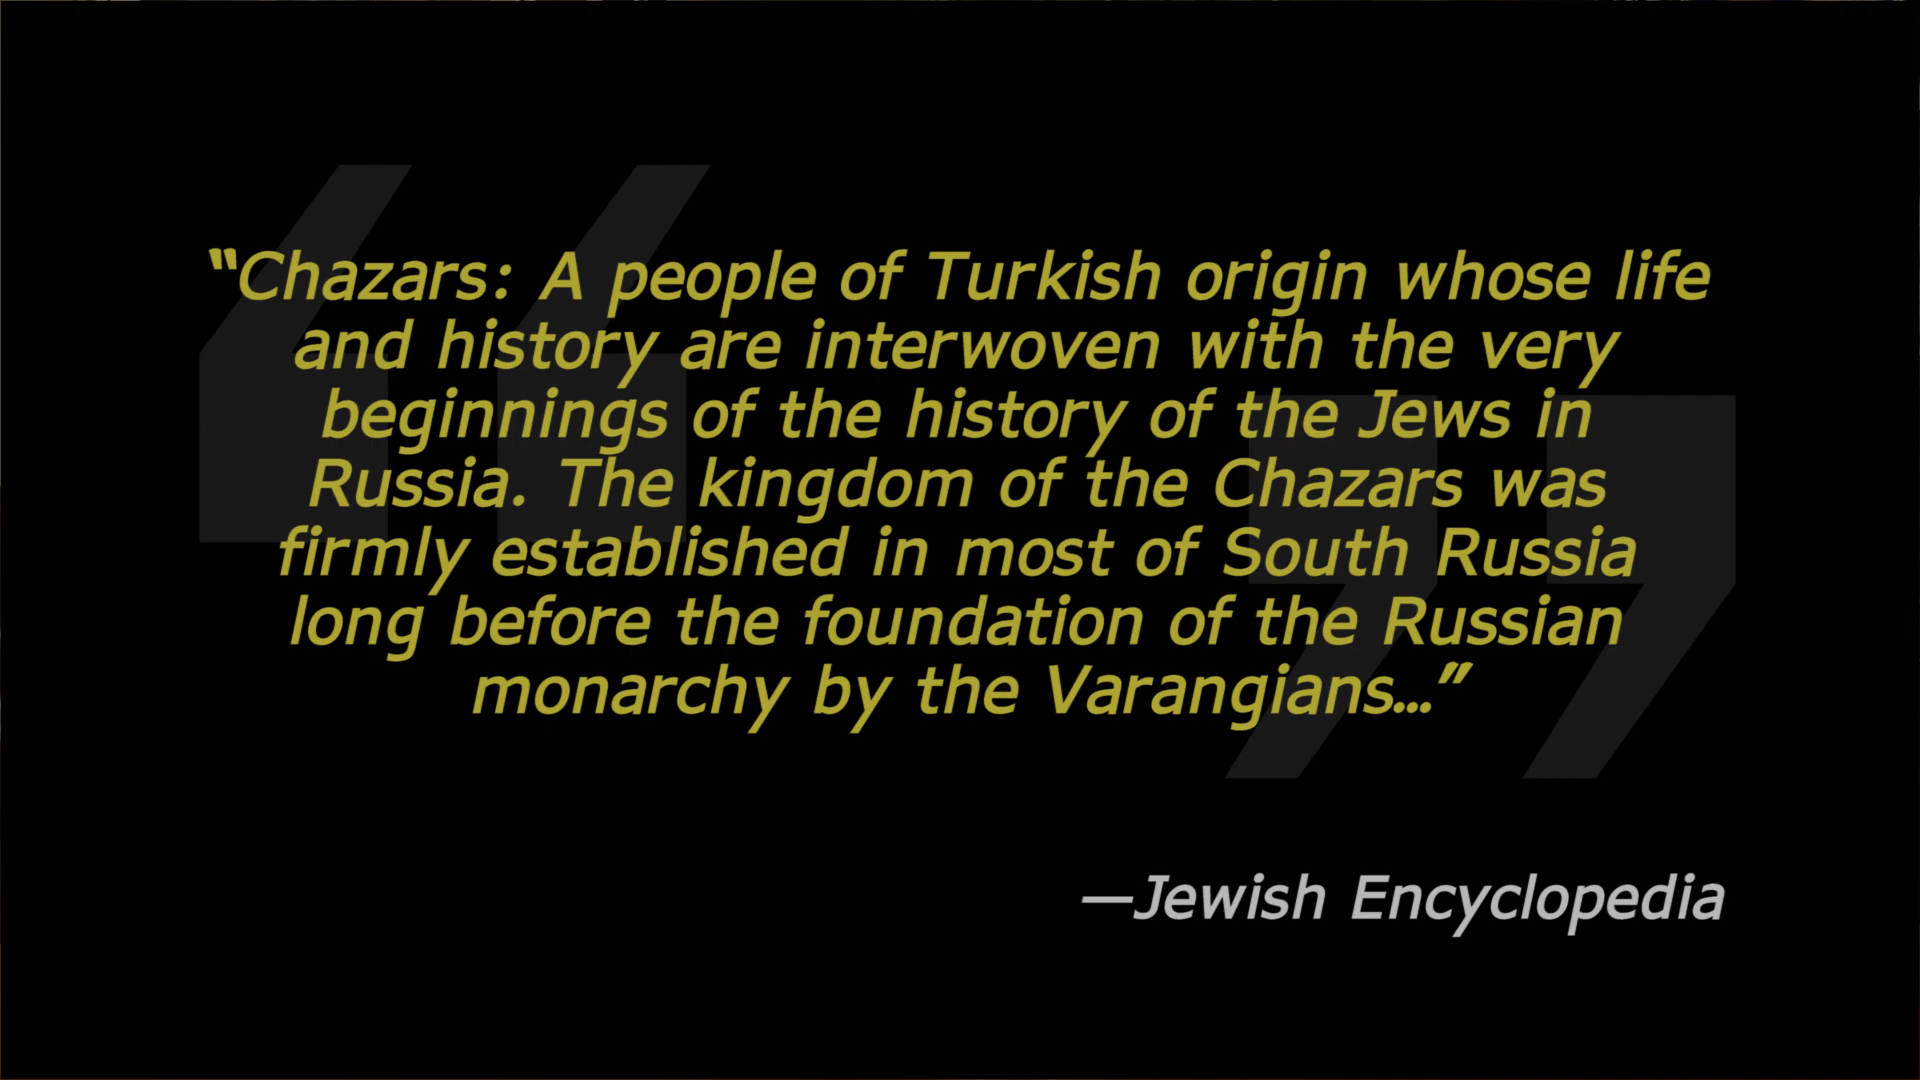 “Chazars: A people of Turkish origin whose life
and history are interwoven with the very
beginnings of the history of the Jews in
Russia. The kingdom of the Chazars was
firmly established in most of South Russia
long before the foundation of the Russian
monarchy by the Varangians…”
—Jewish Encyclopedia